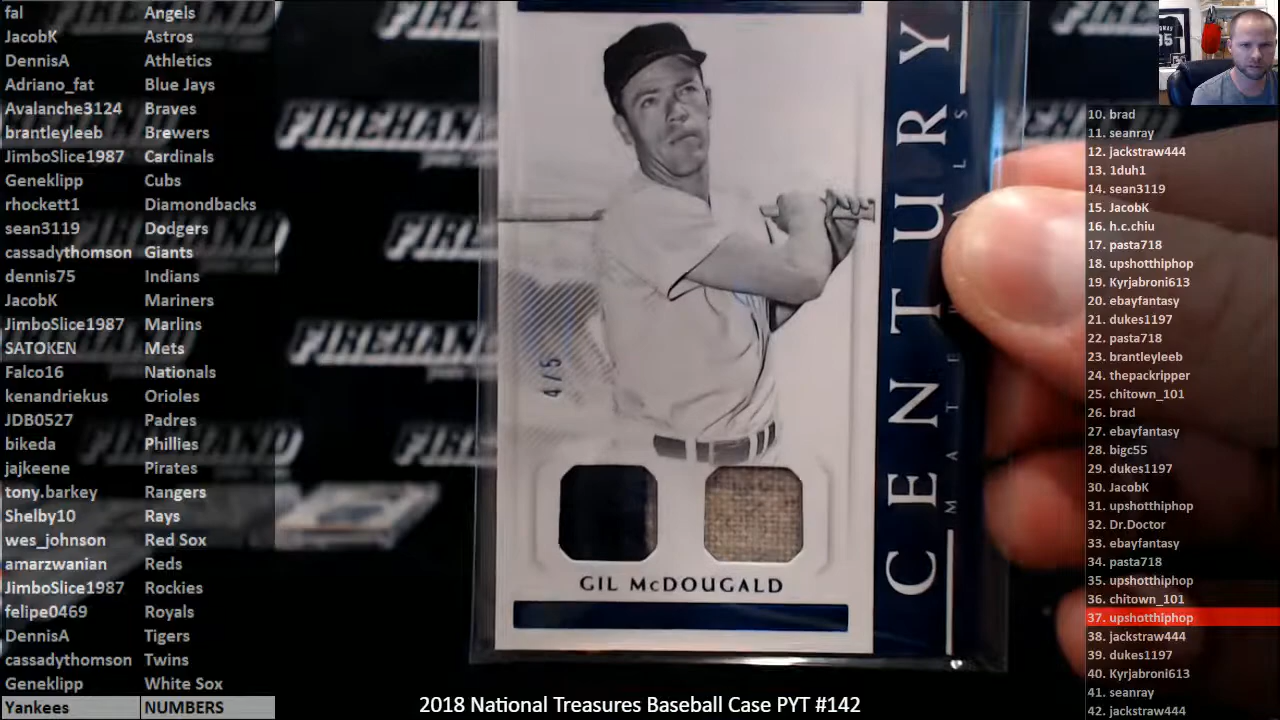 fal Angels
JacobK Astros
DennisA Athletics
Adriano_fat Blue Jays
Avalanche3124 Braves
brantleyleeb Brewers
JimboSlice1987 Cardinals
Geneklipp Cubs
rhockett1 Diamondbacks
sean3119 Dodgers
cassadythomson Giants
dennis75 Indians
JacobK Mariners
JimboSlice1987 Marlins
SATOKEN Mets
Falco16 Nationals
kenandriekus Orioles
JDB0527 Padres
bikeda Phillies
jajkeene Pirates
tony.barkey Rangers
Shelby10 Rays
wes_johnson Red Sox
amarzwanian Reds
JimboSlice1987 Rockies
felipe0469 Royals
DennisA Tigers
cassadythomson Twins
Geneklipp White Sox
Yankees NUMBERS
FIREHAND
FIREHAND
FIREHAND
FIREHAND
4/5
GIL McDOUGALD
CENTURY
2018 National Treasures Baseball Case PYT #142
10. brad
11. seanray
12. jackstraw444
13. 1duh1
14. sean3119
15. JacobK
16. h.c.chiu
17. pasta718
18. upshotthiphop
19. Kyrjabroni613
20. ebayfantasy
21. dukes1197
22. pasta718
23. brantleyleeb
24. thepackripper
25. chitown_101
26. brad
27. ebayfantasy
28. bigc55
29. dukes1197
30. JacobK
31. upshotthiphop
32. Dr.Doctor
33. ebayfantasy
34. pasta718
35. upshotthiphop
36. chitown_101
37. upshotthiphop
38. jackstraw444
39. dukes1197
40. Kyrjabroni613
41. seanray
42. jackstraw444